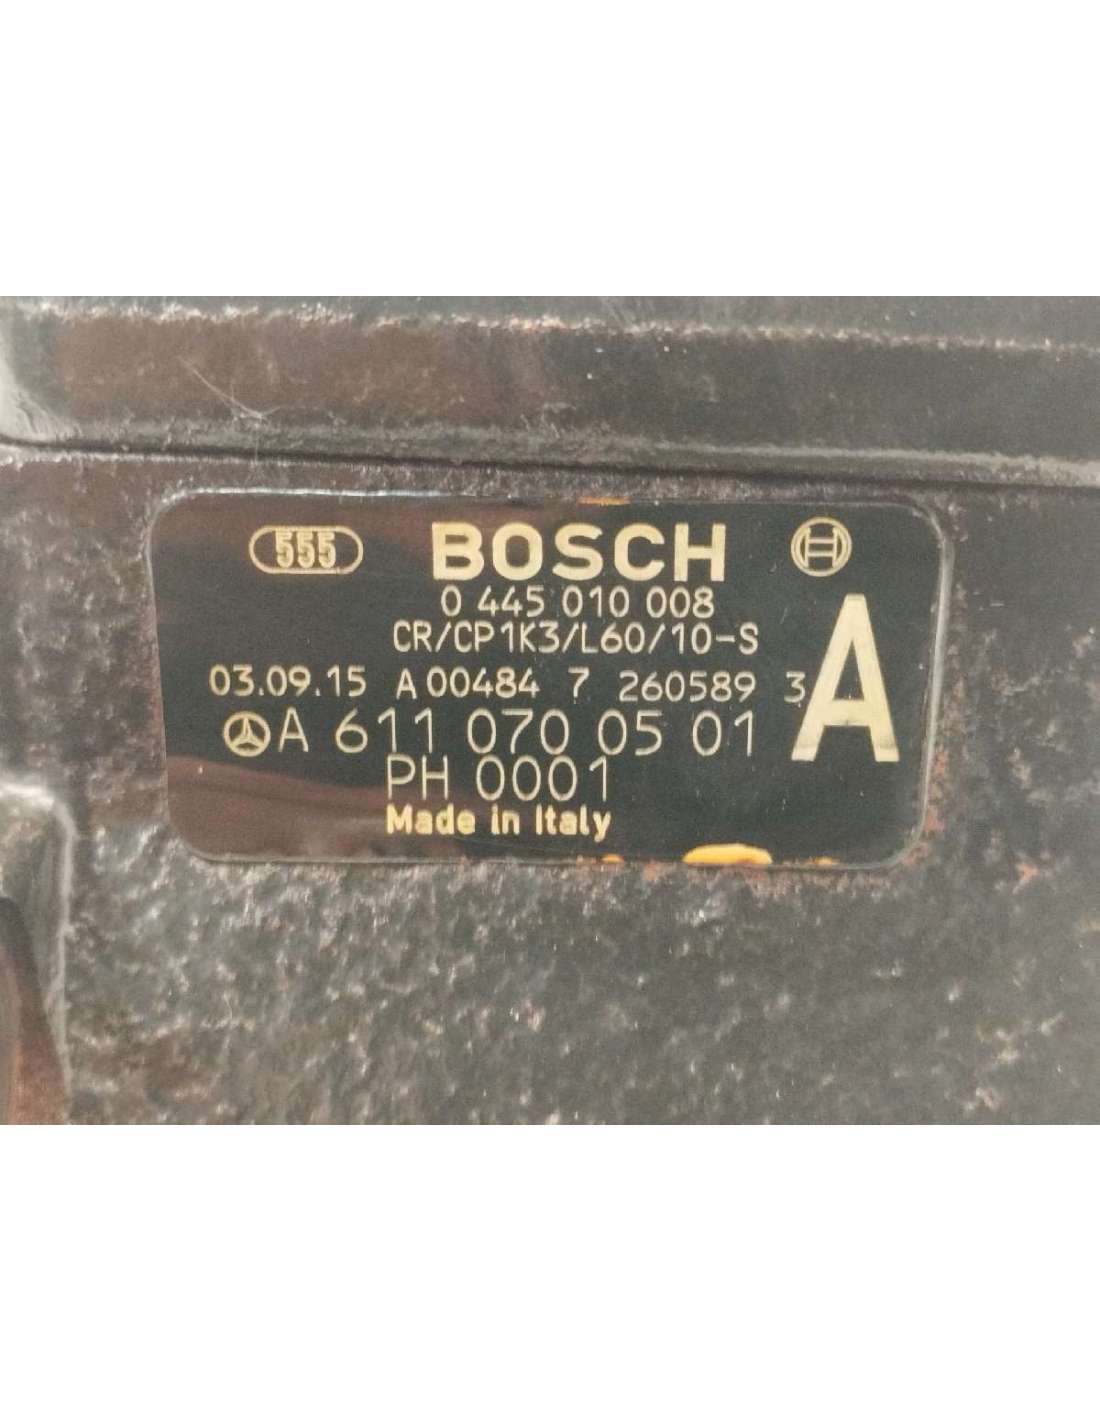 555 BOSCH
0 445 010 008
CR/CP1K3/L60/10-S
03.09.15 A00484 7 260589 3 A
A 611 070 05 01
PH 0001
Made in Italy